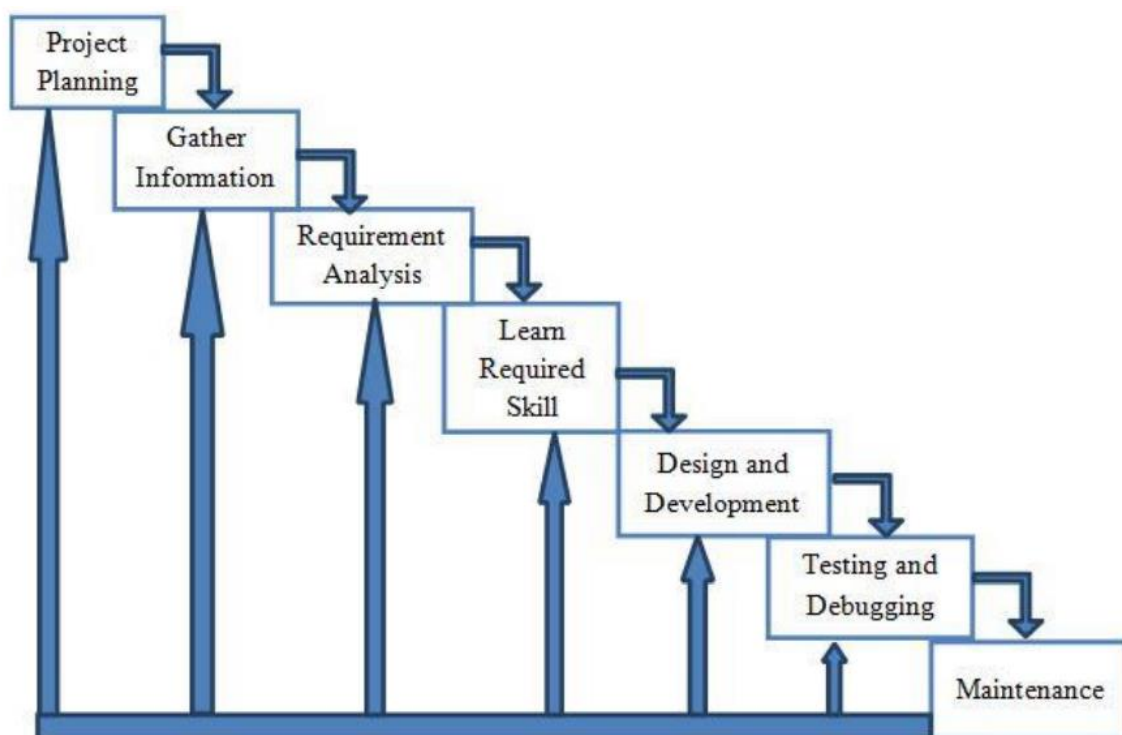 Project
Planning
Gather
Information
Requirement
Analysis
Learn
Required
Skill
Design and
Development
Testing and
Debugging
Maintenance